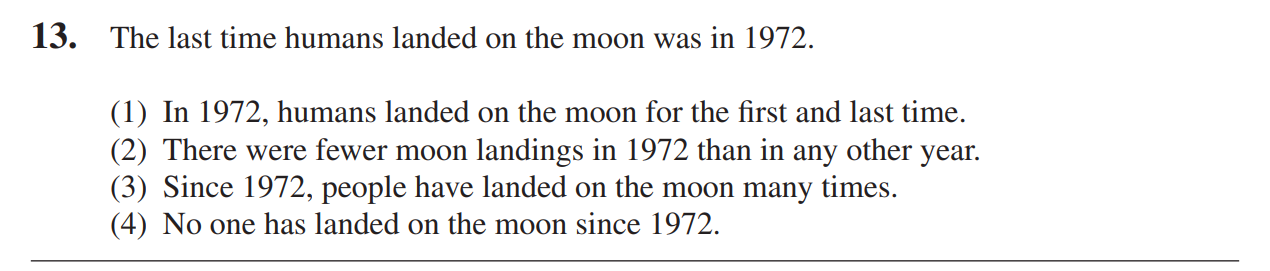 13. The last time humans landed on the moon was in 1972.
(1) In 1972, humans landed on the moon for the first and last time.
(2) There were fewer moon landings in 1972 than in any other year.
(3) Since 1972, people have landed on the moon many times.
(4) No one has landed on the moon since 1972.